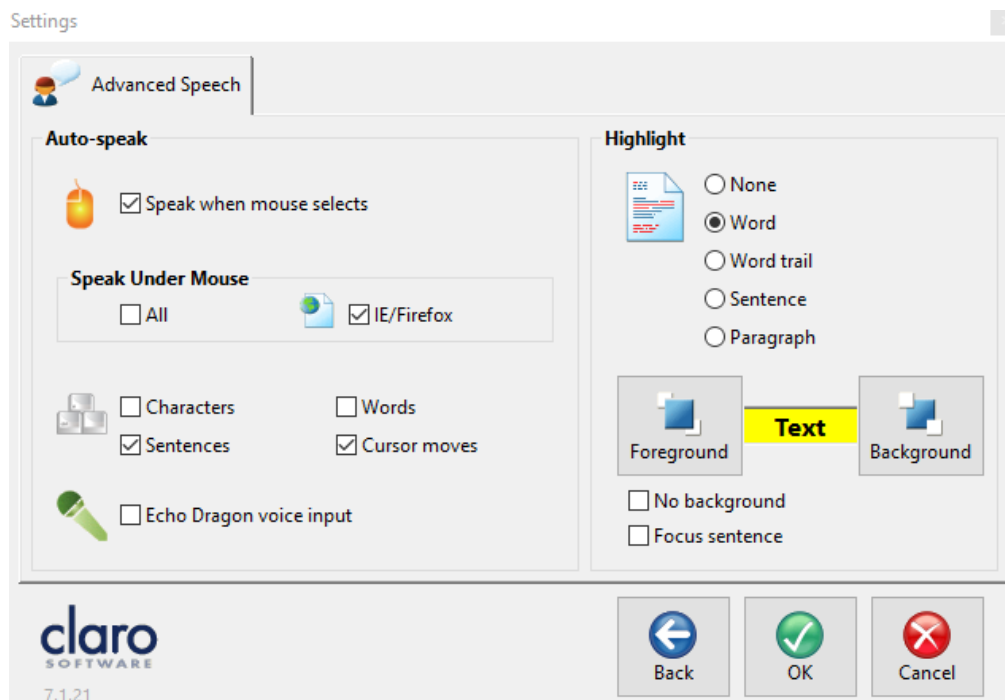 Settings
Advanced Speech
Auto-speak
Speak when mouse selects
Speak Under Mouse
All
IE/Firefox
Characters
Words
Sentences
Cursor moves
Echo Dragon voice input
Highlight
None
Word
Word trail
Sentence
Paragraph
Foreground
Text
Background
No background
Focus sentence
claro
SOFTWARE
7.1.21
Back
OK
Cancel